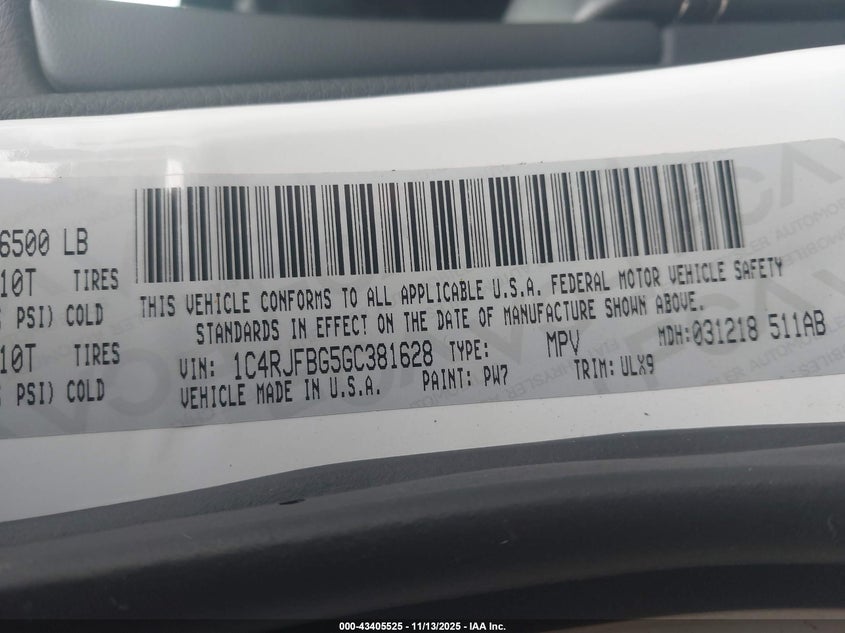 6500 LB
10T TIRES
PSI) COLD
10T TIRES
PSI) COLD
THIS VEHICLE CONFORMS TO ALL APPLICABLE U.S.A. FEDERAL MOTOR VEHICLE SAFETY
STANDARDS IN EFFECT ON THE DATE OF MANUFACTURE SHOWN ABOVE.
VIN: 1C4RJFBG5GC381628 TYPE: MPV MDH:031218 511AB
VEHICLE MADE IN U.S.A. PAINT: PW7 TRIM: ULX9
000-43405525 - 11/13/2025 - IAA Inc.